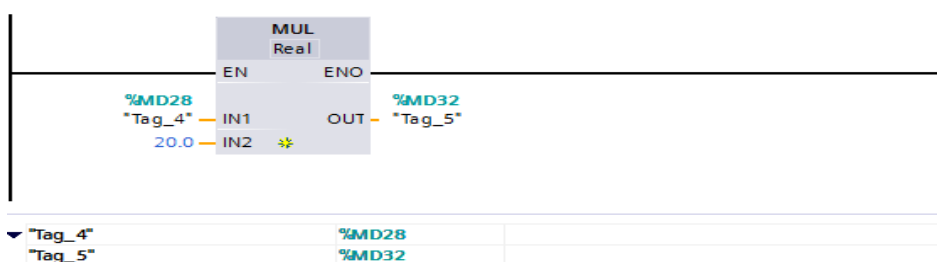 MUL
Real
EN ENO
%MD28 %MD32
"Tag_4" IN1 OUT "Tag_5"
20.0 IN2
"Tag_4" %MD28
"Tag_5" %MD32